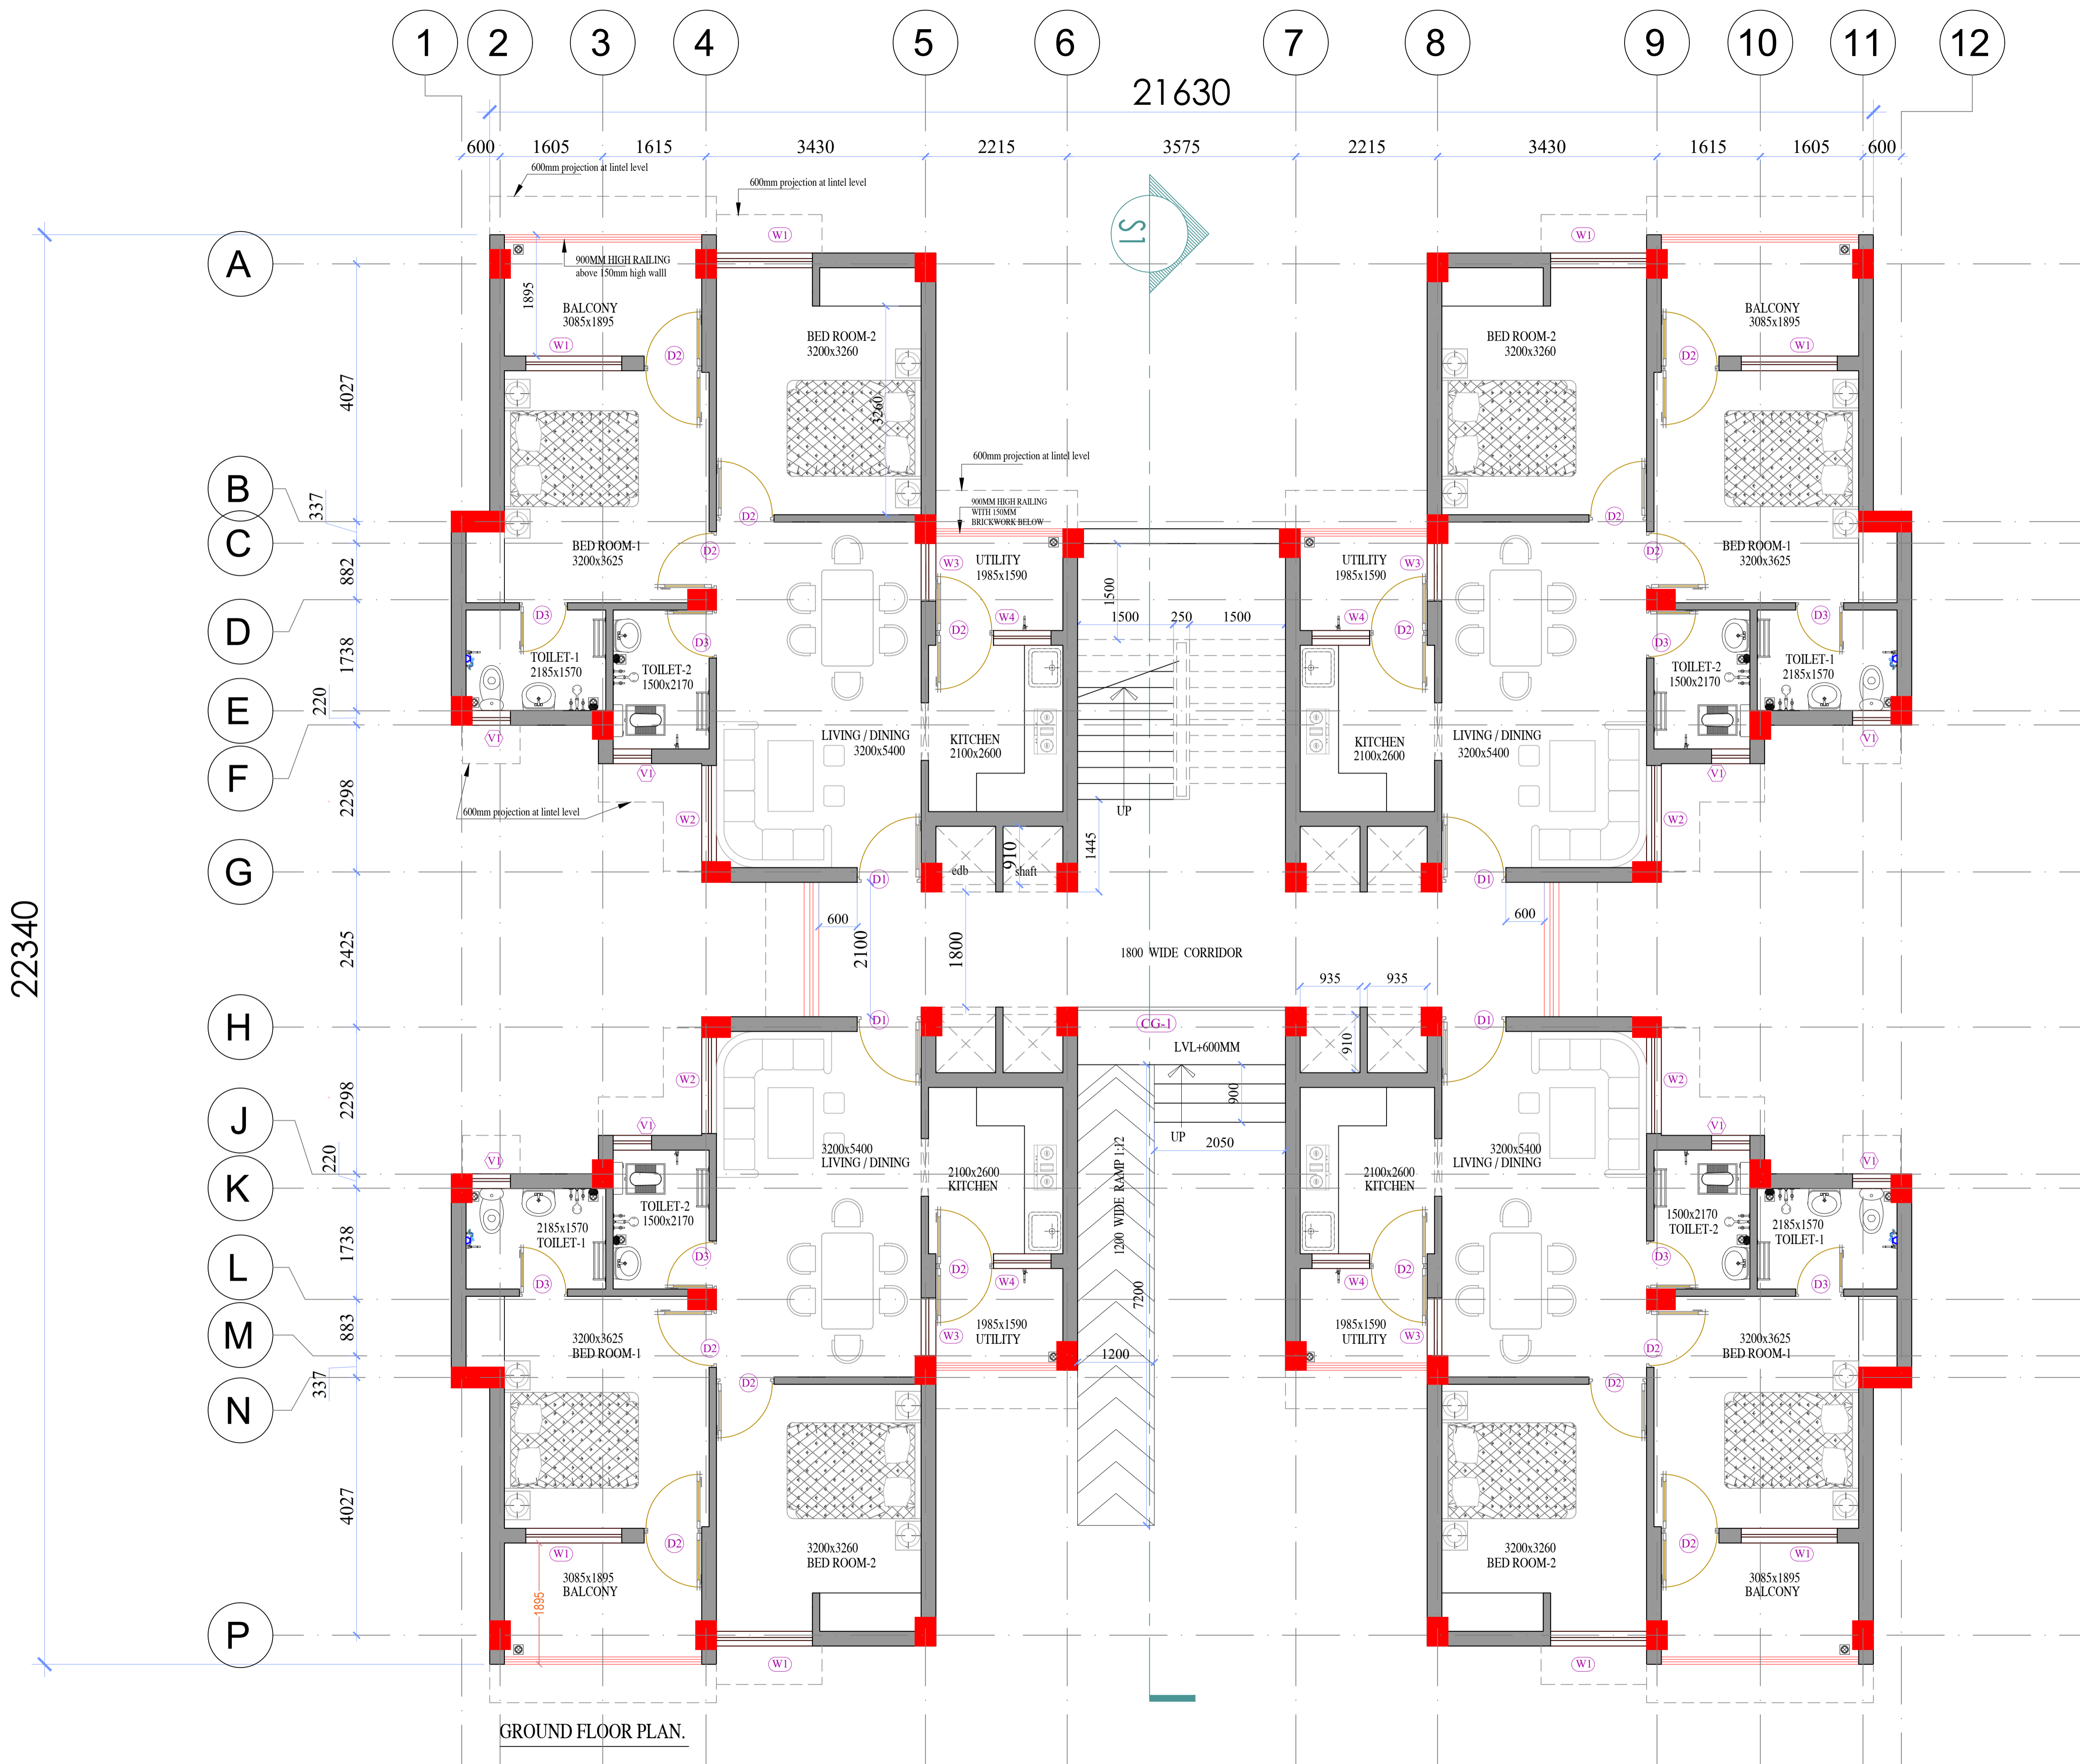 1 2 3 4 5 6 7 8 9 10 11 12
21630
600 1605 1615 3430 2215 3575 2215 3430 1615 1605 600
600mm projection at lintel level
600mm projection at lintel level
W1 W1
S1
A
900MM HIGH RAILING
above 150mm high walll
1895
BALCONY
3085x1895
BED ROOM-2
3200x3260
BED ROOM-2
3200x3260
BALCONY
3085x1895
W1 D2 D2 W1
4027
3260
600mm projection at lintel level
B
337
900MM HIGH RAILING
WITH 150MM
BRICKWORK BELOW
D2 D2
C
BED ROOM-1
3200x3625
D2
W3
UTILITY
1985x1590
UTILITY
1985x1590
W3
D2
BED ROOM-1
3200x3625
882
1500
1500 250 1500
D
D3 D3 D2 W4 W4 D2 D3 D3
1738
TOILET-1
2185x1570
TOILET-2
1500x2170
TOILET-2
1500x2170
TOILET-1
2185x1570
E
220
V1 V1
LIVING / DINING
3200x5400
KITCHEN
2100x2600
KITCHEN
2100x2600
LIVING / DINING
3200x5400
F
V1 V1
2298
600mm projection at lintel level
W2 W2
UP
1445
910
G
edb shaft
D1 D1
22340
2425
600 2100 1800 600
1800 WIDE CORRIDOR
935 935
H
D1 CG-1 D1
LVL+600MM
910
W2 W2
2298
900
J
V1 V1
UP
2050
1200 WIDE RAMP 1:12
3200x5400
LIVING / DINING
3200x5400
LIVING / DINING
V1 V1
220
K
2100x2600
KITCHEN
2100x2600
KITCHEN
TOILET-2
1500x2170
2185x1570
TOILET-1
1500x2170
TOILET-2
2185x1570
TOILET-1
1738
L
D3 D3 D2 W4 W4 D2 D3 D3
7200
883
M
3200x3625
BED ROOM-1
D2
W3
1985x1590
UTILITY
1985x1590
UTILITY
W3
D2
3200x3625
BED ROOM-1
1200
337
N
D2 D2
4027
W1 D2 D2 W1
3085x1895
BALCONY
1895
3200x3260
BED ROOM-2
3200x3260
BED ROOM-2
3085x1895
BALCONY
P
W1 W1
GROUND FLOOR PLAN.